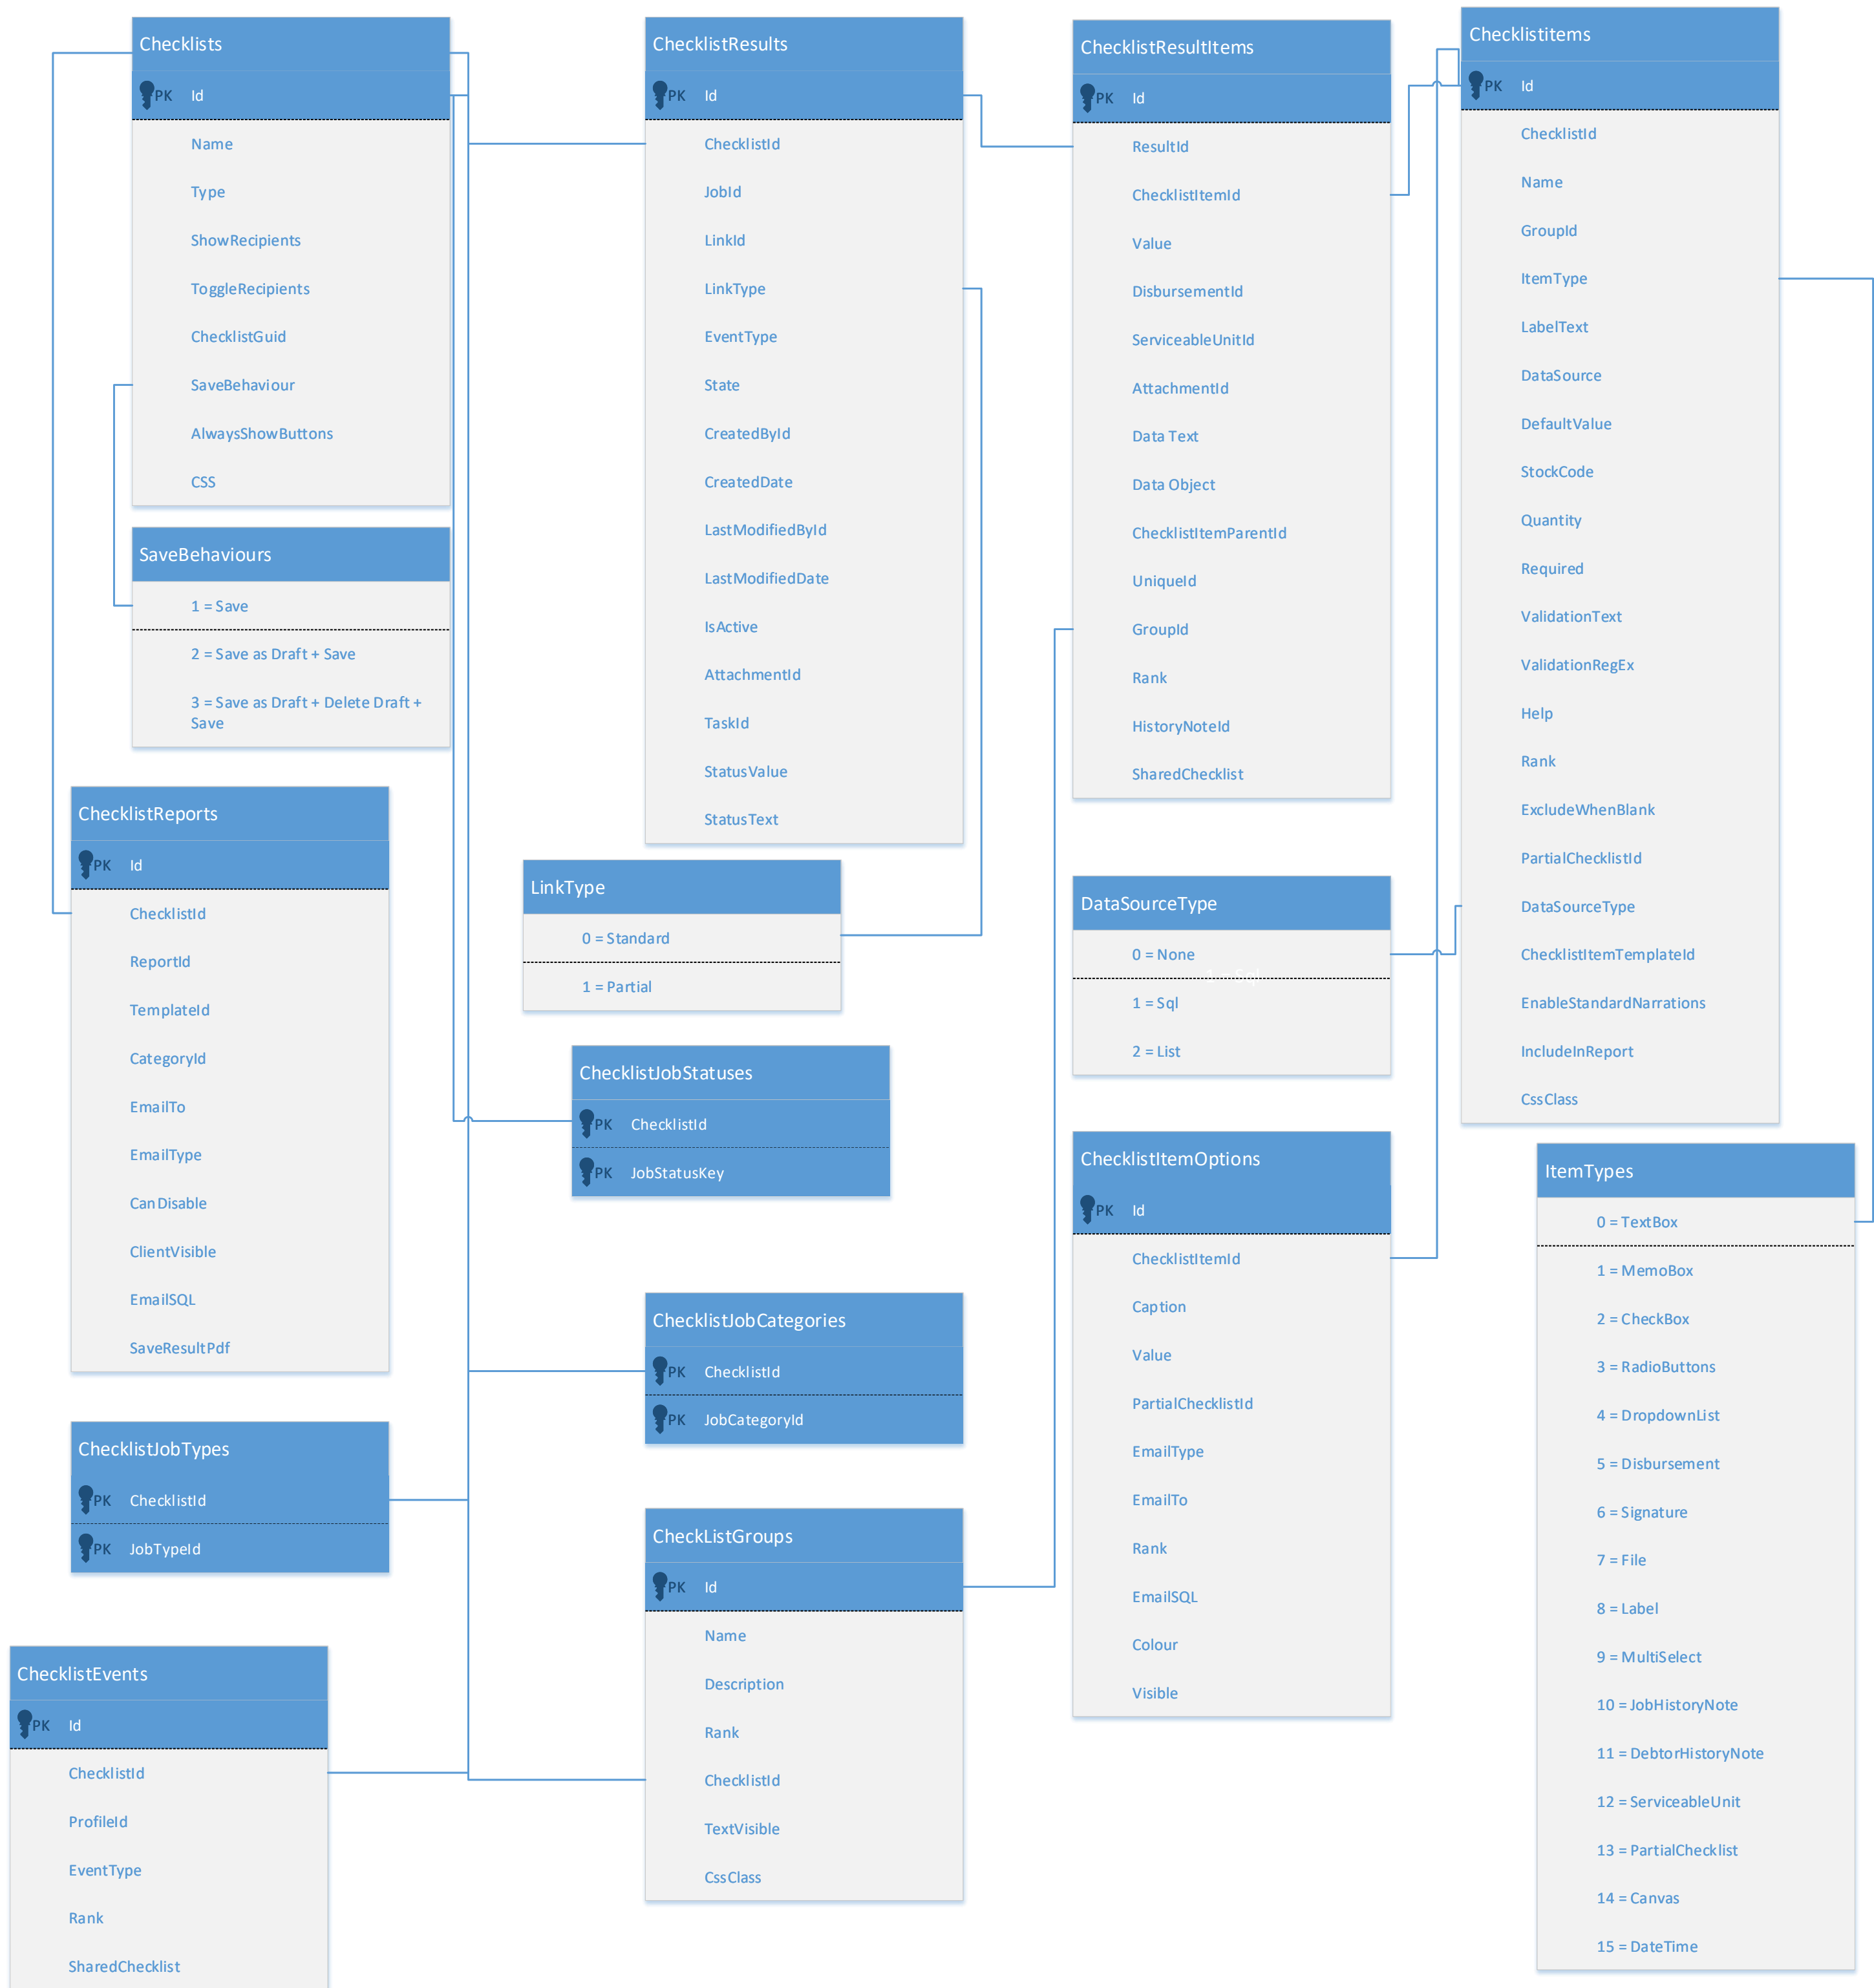 Checklists
PK Id
Name
Type
ShowRecipients
ToggleRecipients
ChecklistGuid
SaveBehaviour
AlwaysShowButtons
CSS
SaveBehaviours
1 = Save
2 = Save as Draft + Save
3 = Save as Draft + Delete Draft +
Save
ChecklistReports
PK Id
ChecklistId
ReportId
TemplateId
CategoryId
EmailTo
EmailType
CanDisable
ClientVisible
EmailSQL
SaveResultPdf
ChecklistJobTypes
PK ChecklistId
PK JobTypeId
ChecklistEvents
PK Id
ChecklistId
ProfileId
EventType
Rank
SharedChecklist
ChecklistResults
PK Id
ChecklistId
JobId
LinkId
LinkType
EventType
State
CreatedById
CreatedDate
LastModifiedById
LastModifiedDate
IsActive
AttachmentId
TaskId
StatusValue
StatusText
LinkType
0 = Standard
1 = Partial
ChecklistJobStatuses
PK ChecklistId
PK JobStatusKey
ChecklistJobCategories
PK ChecklistId
PK JobCategoryId
CheckListGroups
PK Id
Name
Description
Rank
ChecklistId
TextVisible
CssClass
ChecklistResultItems
PK Id
ResultId
ChecklistItemId
Value
DisbursementId
ServiceableUnitId
AttachmentId
Data Text
Data Object
ChecklistItemParentId
UniqueId
GroupId
Rank
HistoryNoteId
SharedChecklist
DataSourceType
0 = None
1 = Sql
2 = List
ChecklistItemOptions
PK Id
ChecklistItemId
Caption
Value
PartialChecklistId
EmailType
EmailTo
Rank
EmailSQL
Colour
Visible
Checklistitems
PK Id
ChecklistId
Name
GroupId
ItemType
LabelText
DataSource
DefaultValue
StockCode
Quantity
Required
ValidationText
ValidationRegEx
Help
Rank
ExcludeWhenBlank
PartialChecklistId
DataSourceType
ChecklistItemTemplateId
EnableStandardNarrations
IncludeInReport
CssClass
ItemTypes
0 = TextBox
1 = MemoBox
2 = CheckBox
3 = RadioButtons
4 = DropdownList
5 = Disbursement
6 = Signature
7 = File
8 = Label
9 = MultiSelect
10 = JobHistoryNote
11 = DebtorHistoryNote
12 = ServiceableUnit
13 = PartialChecklist
14 = Canvas
15 = DateTime